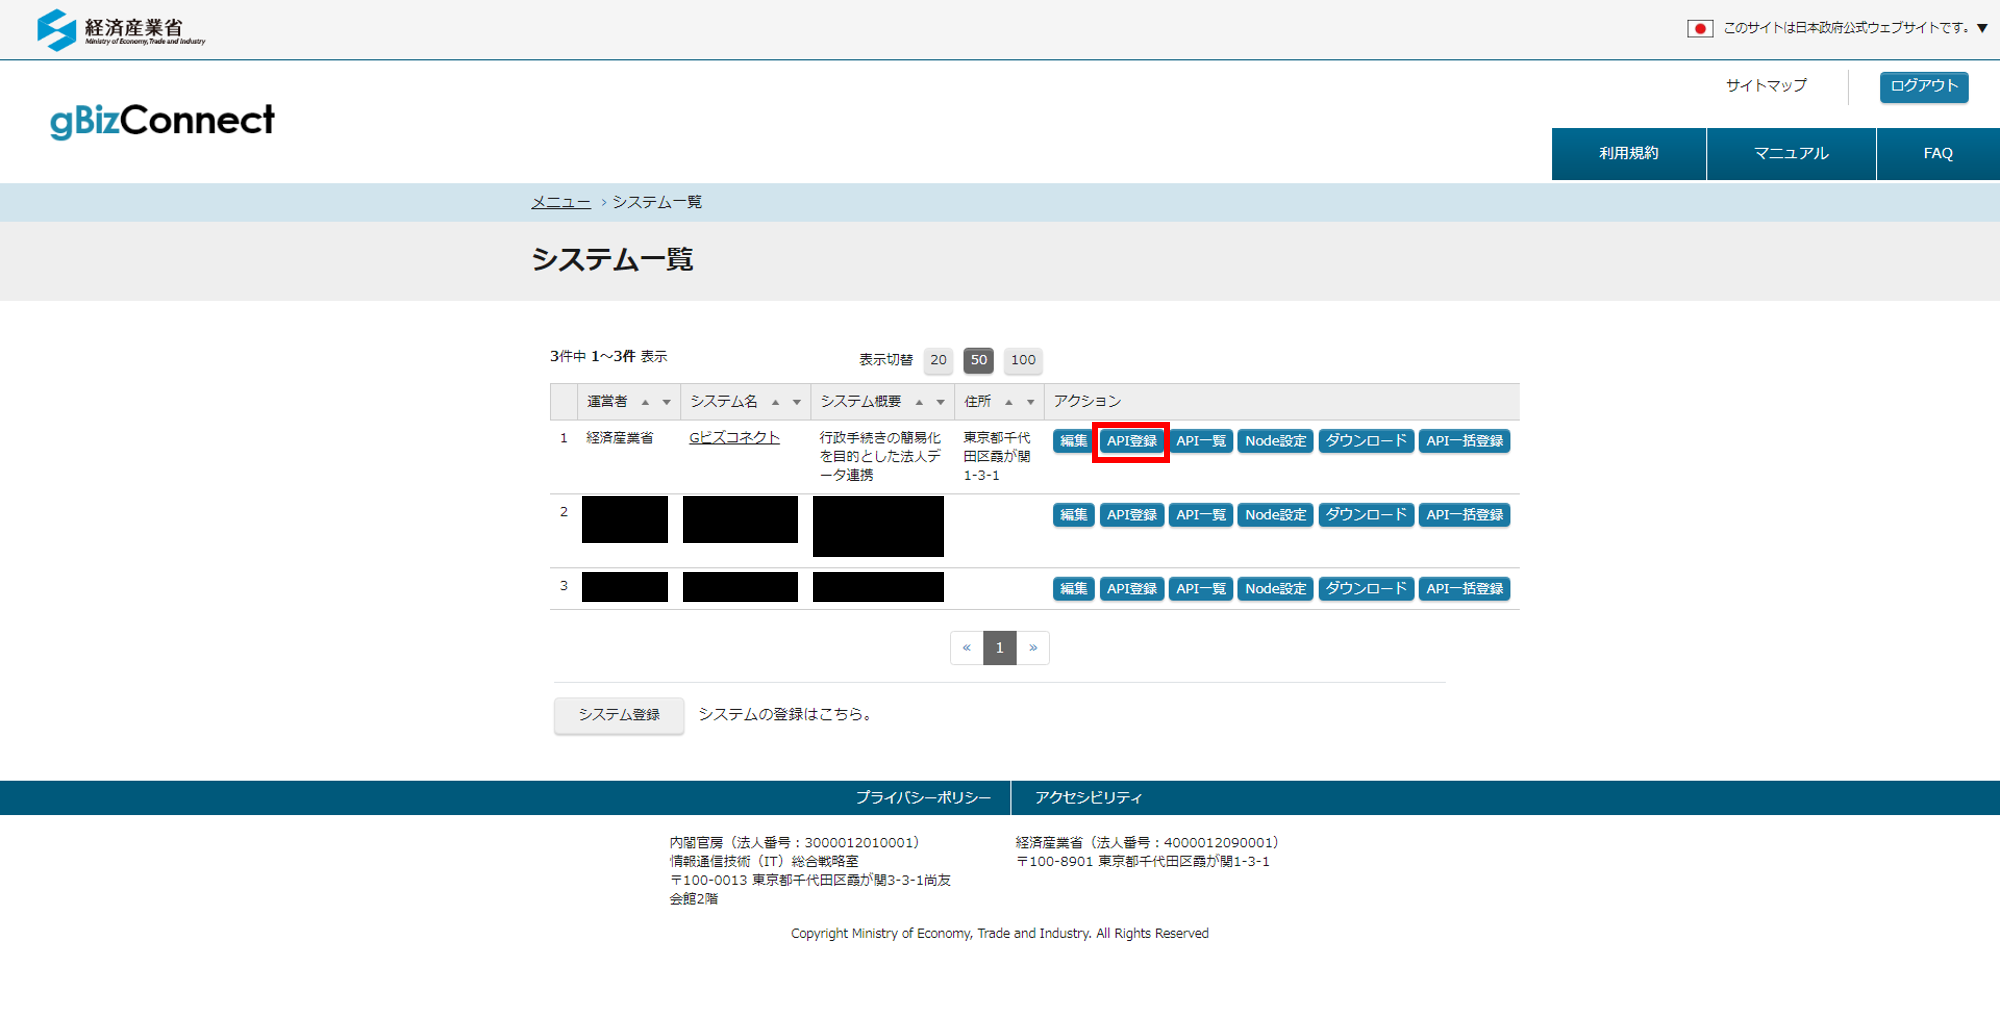 経済産業省
Ministry of Economy, Trade and Industry
このサイトは日本政府公式ウェブサイトです。▼
サイトマップ
ログアウト
gBizConnect
利用規約 マニュアル FAQ
メニュー › システム一覧
システム一覧
3件中 1～3件 表示
表示切替 20 50 100
運営者 ▲ ▼ システム名 ▲ ▼ システム概要 ▲ ▼ 住所 ▲ ▼ アクション
1 経済産業省 Gビズコネクト 行政手続きの簡易化 東京都千代 編集 API登録 API一覧 Node設定 ダウンロード API一括登録
を目的とした法人デ 田区霞が関
ータ連携 1-3-1
2 編集 API登録 API一覧 Node設定 ダウンロード API一括登録
3 編集 API登録 API一覧 Node設定 ダウンロード API一括登録
« 1 »
システム登録 システムの登録はこちら。
プライバシーポリシー アクセシビリティ
内閣官房（法人番号：3000012010001）
情報通信技術（IT）総合戦略室
〒100-0013 東京都千代田区霞が関3-3-1尚友
会館2階
経済産業省（法人番号：4000012090001）
〒100-8901 東京都千代田区霞が関1-3-1
Copyright Ministry of Economy, Trade and Industry. All Rights Reserved